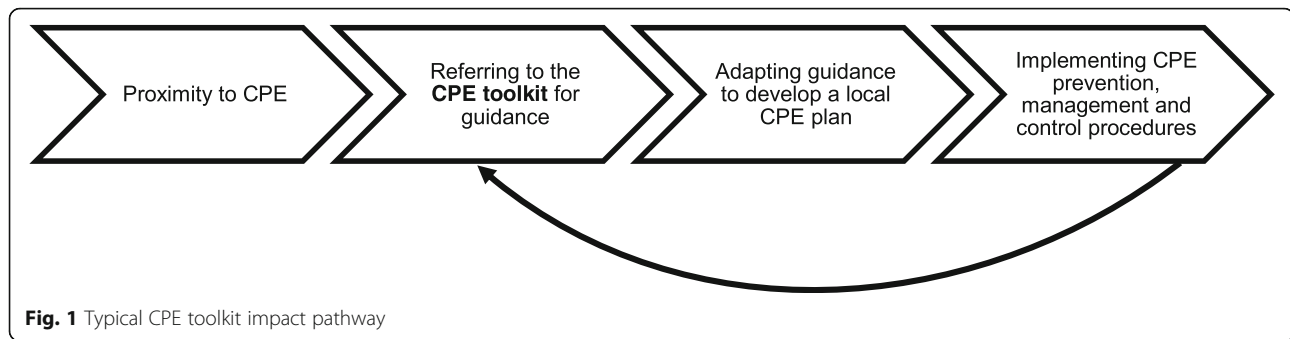 Proximity to CPE
Referring to the
CPE toolkit for
guidance
Adapting guidance
to develop a local
CPE plan
Implementing CPE
prevention,
management and
control procedures
Fig. 1 Typical CPE toolkit impact pathway